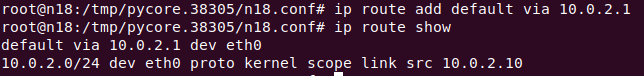 root@n18:/tmp/pycore.38305/n18.conf# ip route add default via 10.0.2.1
root@n18:/tmp/pycore.38305/n18.conf# ip route show
default via 10.0.2.1 dev eth0
10.0.2.0/24 dev eth0 proto kernel scope link src 10.0.2.10